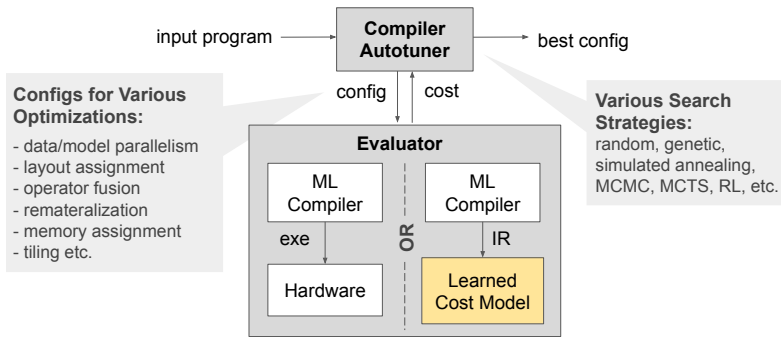 input program
Compiler
Autotuner
best config
config
cost
Configs for Various
Optimizations:
- data/model parallelism
- layout assignment
- operator fusion
- remateralization
- memory assignment
- tiling etc.
Various Search
Strategies:
random, genetic,
simulated annealing,
MCMC, MCTS, RL, etc.
Evaluator
ML
Compiler
exe
Hardware
OR
ML
Compiler
IR
Learned
Cost Model